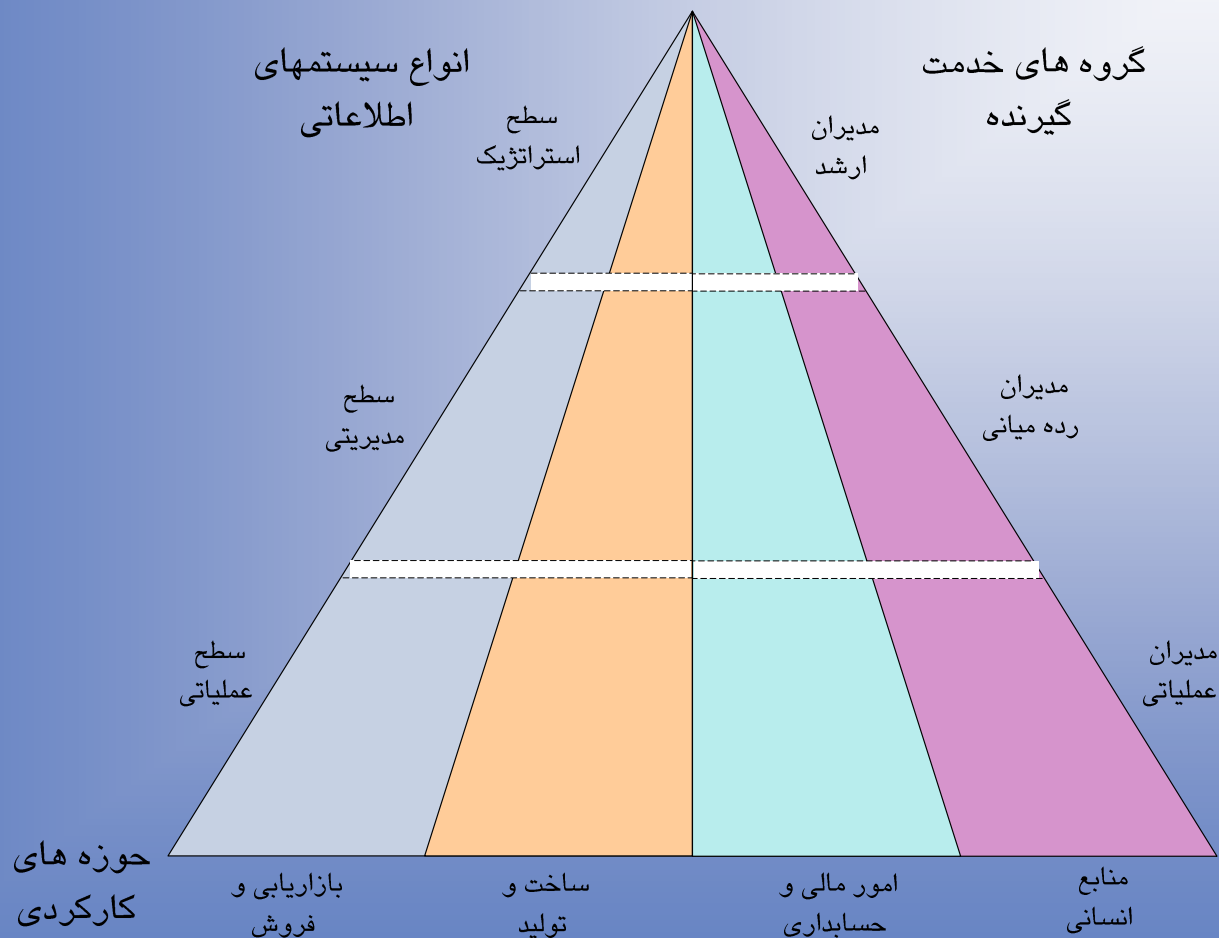 گروه های خدمت
گیرنده
انواع سیستمهای
اطلاعاتی
مدیران
ارشد
سطح
استراتژیک
مدیران
رده میانی
سطح
مدیریتی
مدیران
عملیاتی
سطح
عملیاتی
منابع
انسانی
امور مالی و
حسابداری
ساخت و
تولید
بازاریابی و
فروش
حوزه های
کارکردی